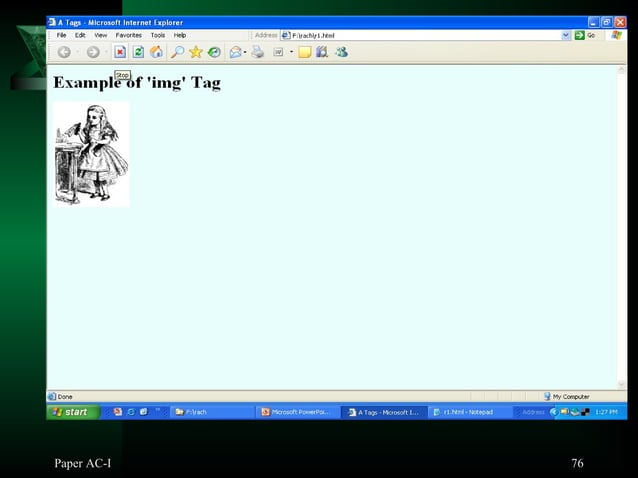 A Tags - Microsoft Internet Explorer
File Edit View Favorites Tools Help Address F:\rach\r1.html Go
Stop
Example of 'img' Tag
Done My Computer
start F:\rach Microsoft PowerPoi... A Tags - Microsoft I... r1.html - Notepad Address 1:27 PM
Paper AC-I 76